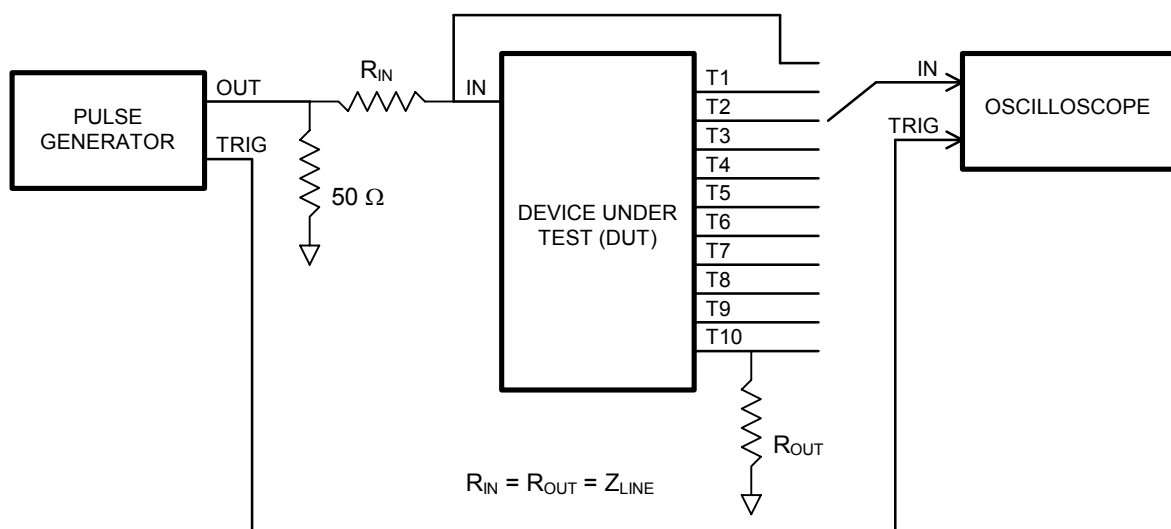 PULSE
GENERATOR
OUT
TRIG
50 Ω
R_IN
IN
DEVICE UNDER
TEST (DUT)
T1
T2
T3
T4
T5
T6
T7
T8
T9
T10
R_OUT
IN
TRIG
OSCILLOSCOPE
R_IN = R_OUT = Z_LINE